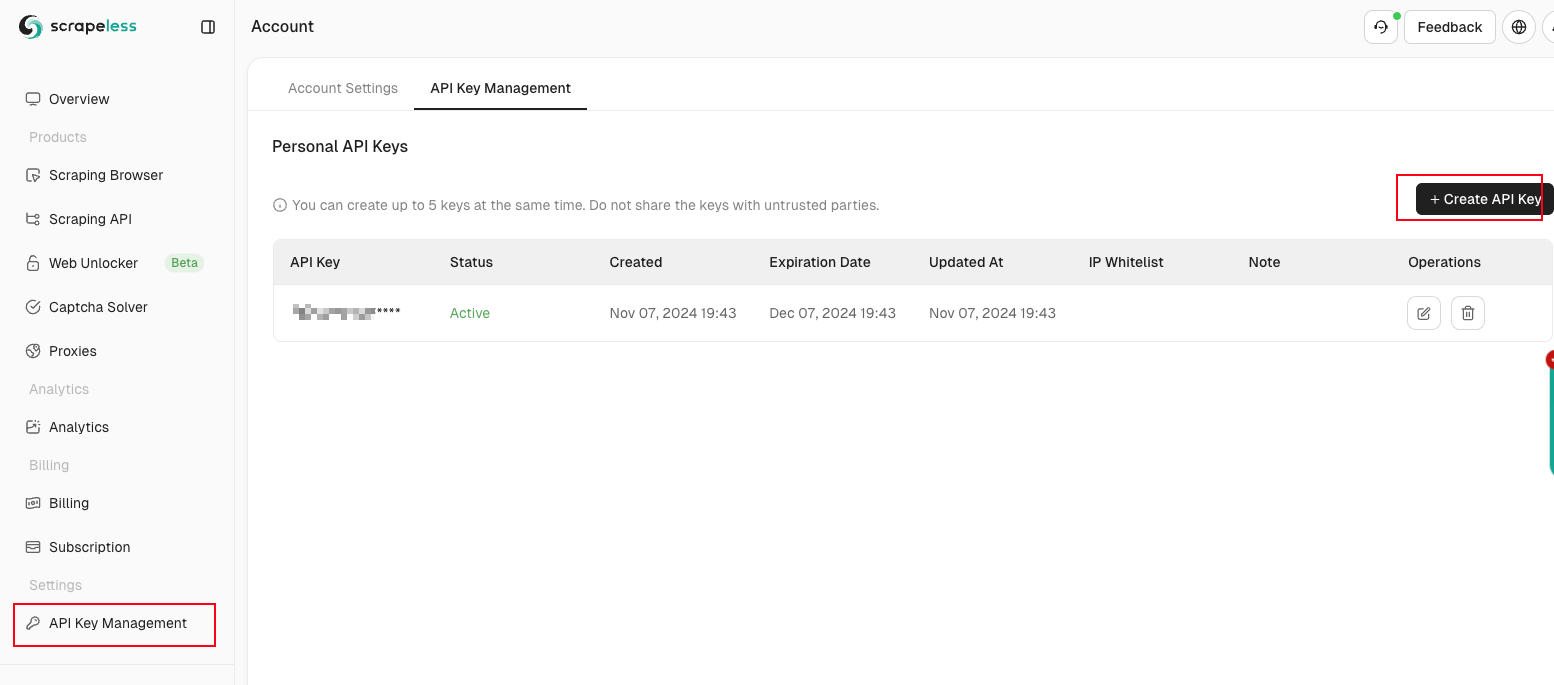 scrapeless
Account
Feedback
Overview
Products
Scraping Browser
Scraping API
Web Unlocker Beta
Captcha Solver
Proxies
Analytics
Analytics
Billing
Billing
Subscription
Settings
API Key Management
Account Settings API Key Management
Personal API Keys
You can create up to 5 keys at the same time. Do not share the keys with untrusted parties.
+ Create API Key
API Key Status Created Expiration Date Updated At IP Whitelist Note Operations
**** Active Nov 07, 2024 19:43 Dec 07, 2024 19:43 Nov 07, 2024 19:43